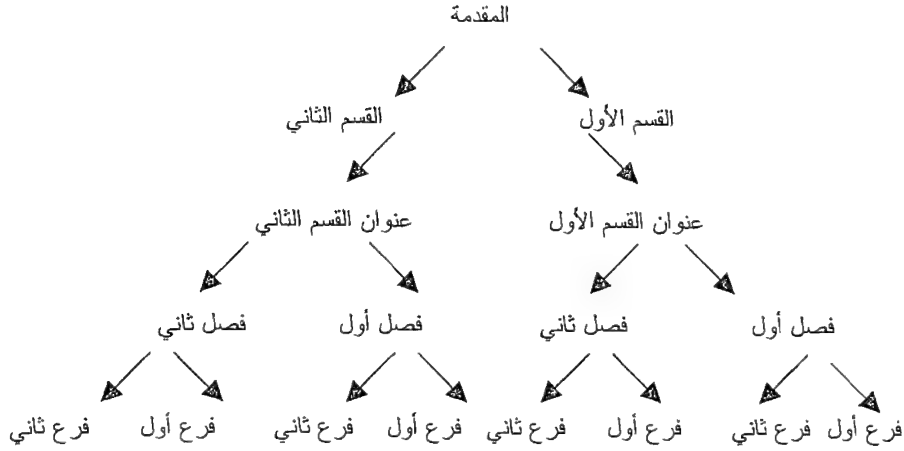 المقدمة
القسم الأول القسم الثاني
عنوان القسم الأول عنوان القسم الثاني
فصل أول فصل ثاني فصل أول فصل ثاني
فرع أول فرع ثاني فرع أول فرع ثاني فرع أول فرع ثاني فرع أول فرع ثاني